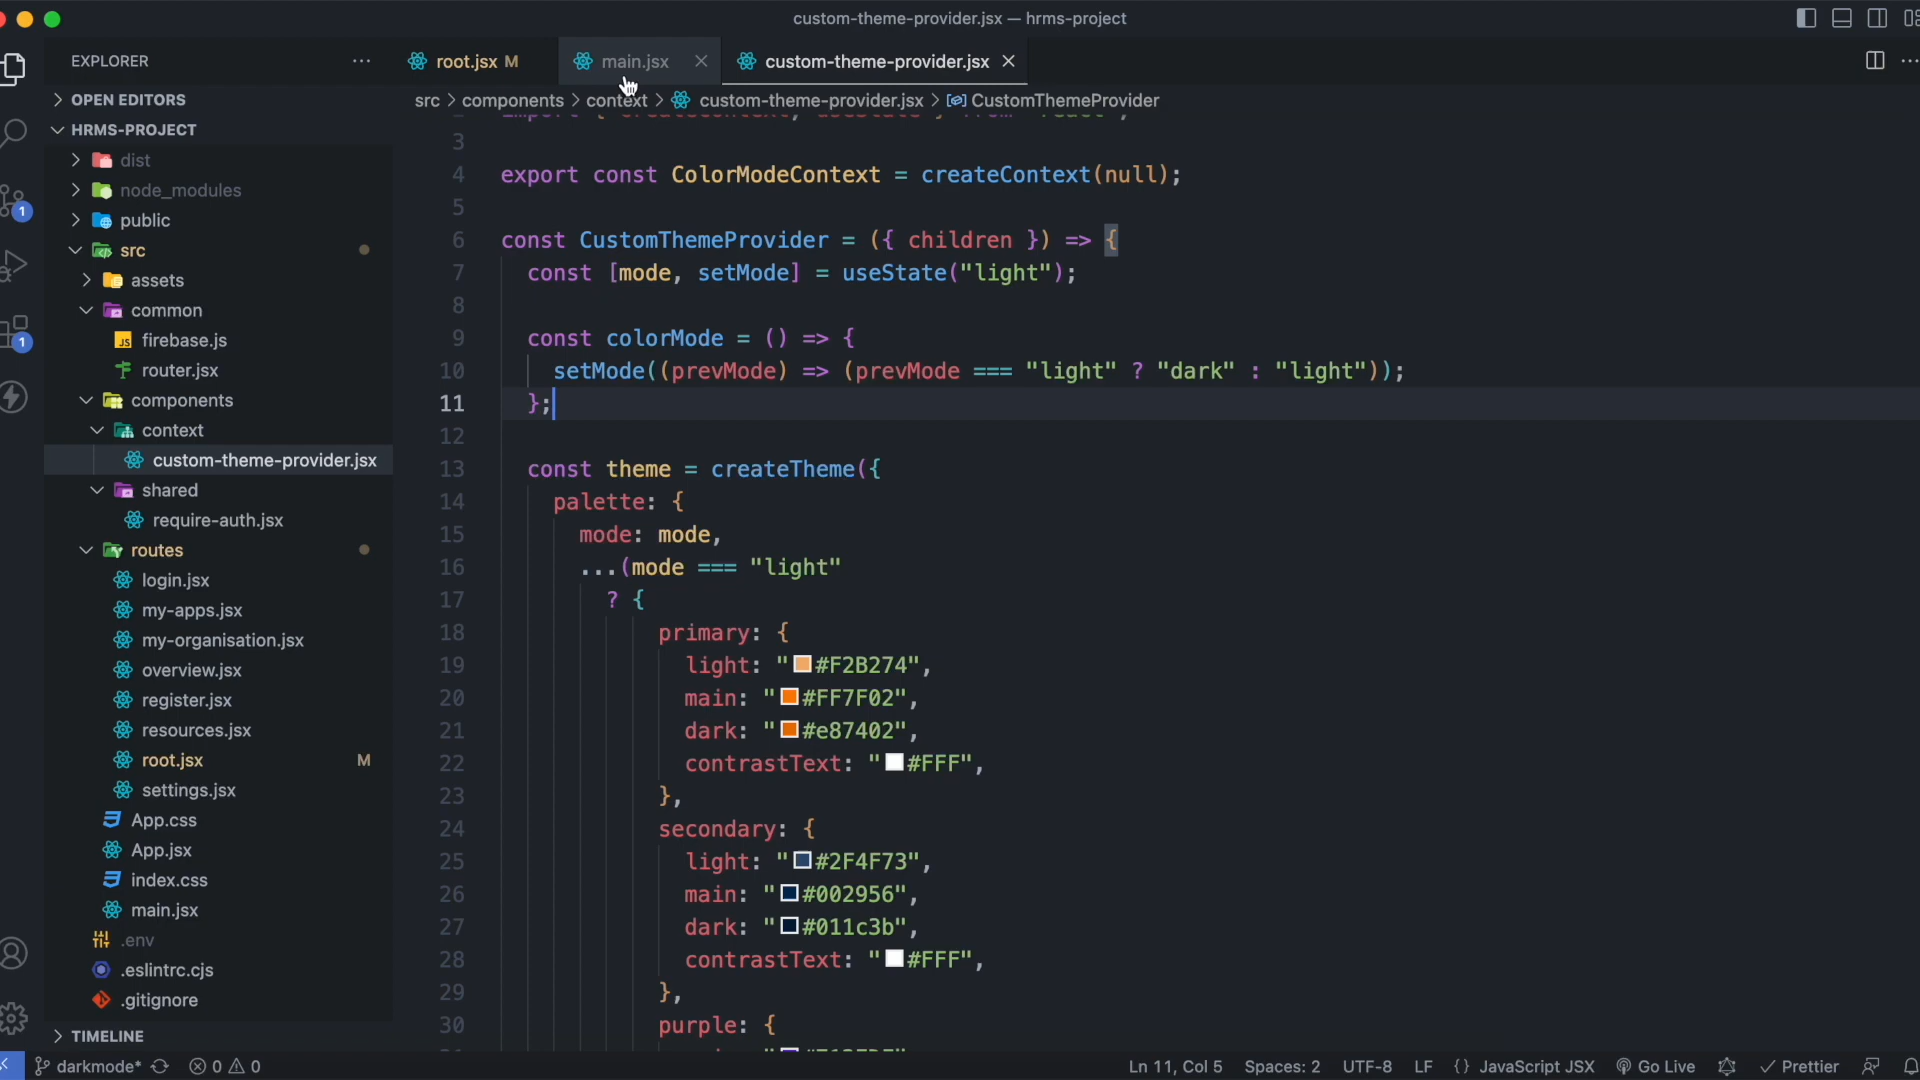 custom-theme-provider.jsx — hrms-project
EXPLORER
root.jsx M
main.jsx
custom-theme-provider.jsx
src > components > context > custom-theme-provider.jsx > CustomThemeProvider
OPEN EDITORS
HRMS-PROJECT
dist
node_modules
public
src
assets
common
firebase.js
router.jsx
components
context
custom-theme-provider.jsx
shared
require-auth.jsx
routes
login.jsx
my-apps.jsx
my-organisation.jsx
overview.jsx
register.jsx
resources.jsx
root.jsx M
settings.jsx
App.css
App.jsx
index.css
main.jsx
.env
.eslintrc.cjs
.gitignore
TIMELINE
1
1
3
4 export const ColorModeContext = createContext(null);
5
6 const CustomThemeProvider = ({ children }) => {
7 const [mode, setMode] = useState("light");
8
9 const colorMode = () => {
10 setMode((prevMode) => (prevMode === "light" ? "dark" : "light"));
11 };
12
13 const theme = createTheme({
14 palette: {
15 mode: mode,
16 ...(mode === "light"
17 ? {
18 primary: {
19 light: "#F2B274",
20 main: "#FF7F02",
21 dark: "#e87402",
22 contrastText: "#FFF",
23 },
24 secondary: {
25 light: "#2F4F73",
26 main: "#002956",
27 dark: "#011c3b",
28 contrastText: "#FFF",
29 },
30 purple: {
darkmode* 0 0
Ln 11, Col 5 Spaces: 2 UTF-8 LF {} JavaScript JSX Go Live Prettier